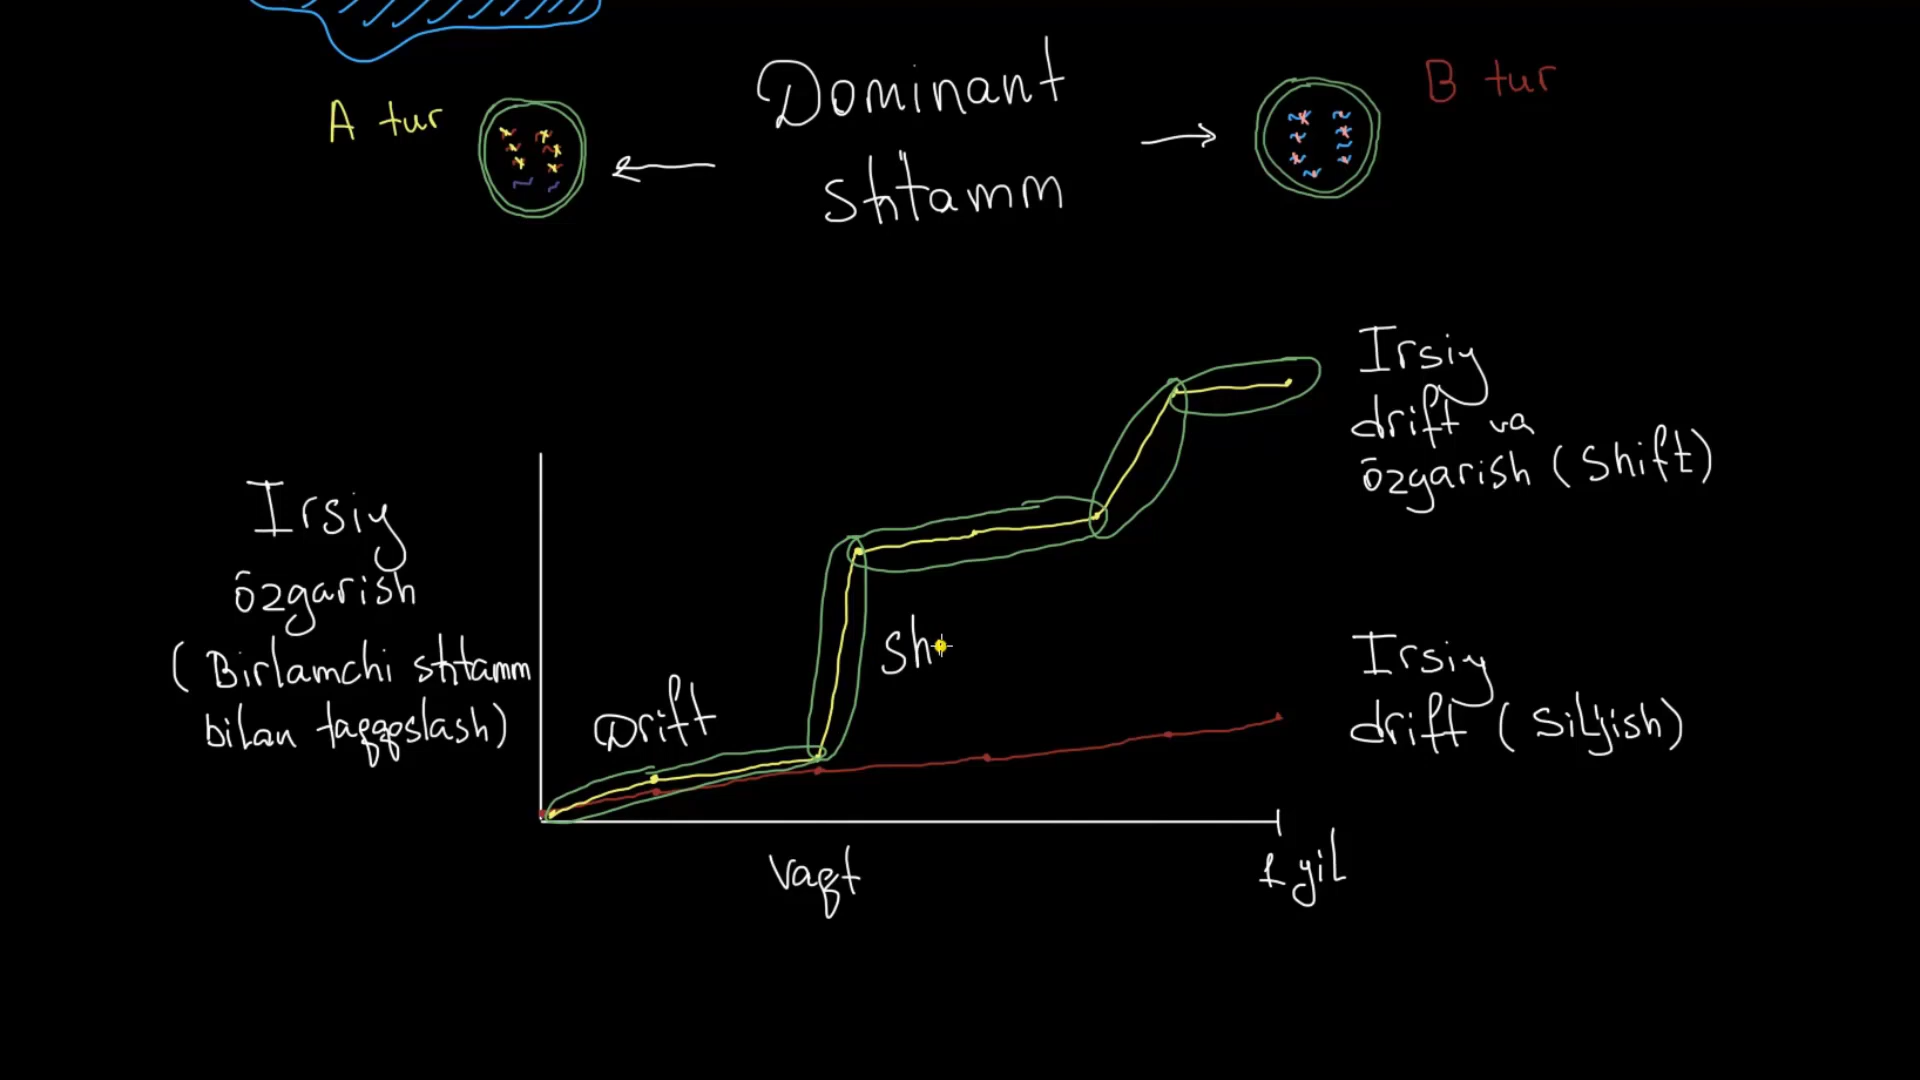 A tur
Dominant
shtamm
B tur
Irsiy
drift va
ōzgarish (Shift)
Irsiy
ōzgarish
(Birlamchi shtamm
bilan taqqoslash)
Drift
Sh
Irsiy
drift (Siljish)
Vaqt
1 yil